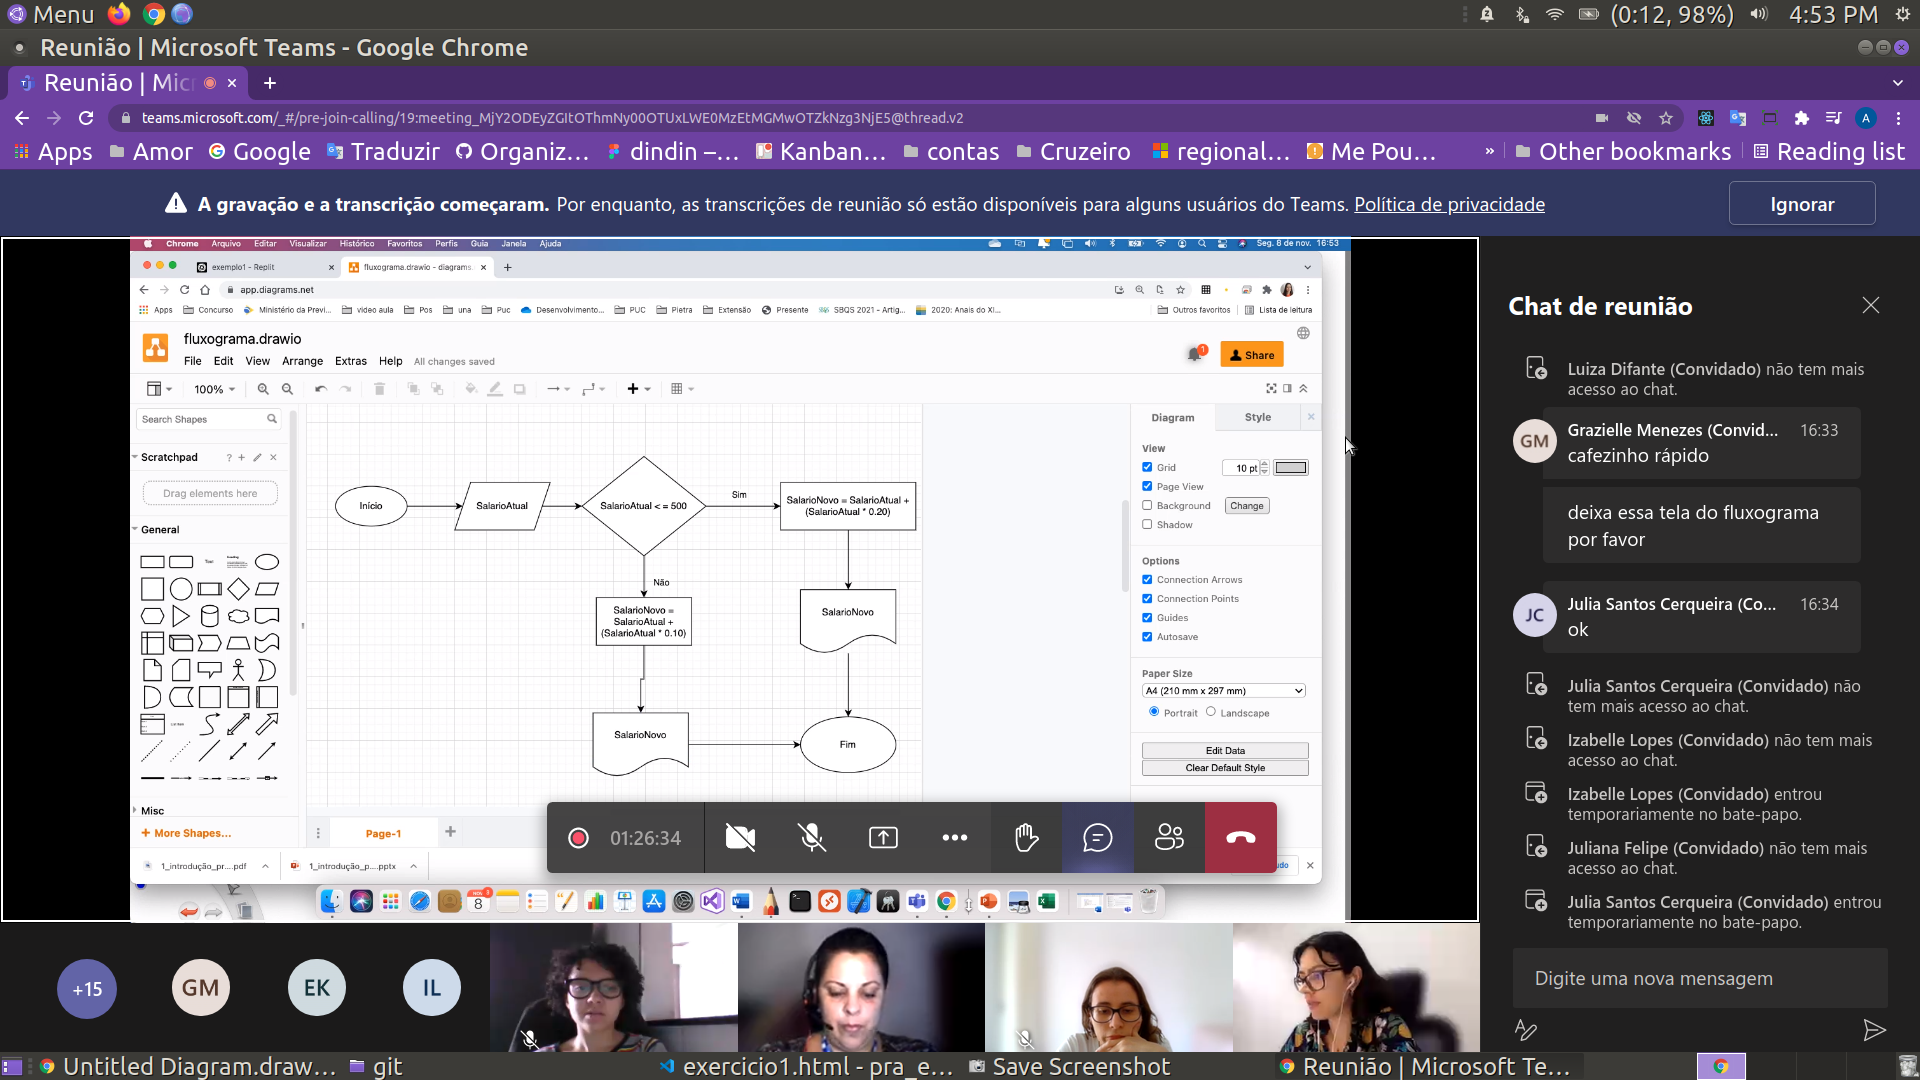 Menu
(0:12, 98%)
4:53 PM
Reunião | Microsoft Teams - Google Chrome
Reunião | Mic
teams.microsoft.com/_#/pre-join-calling/19:meeting_MjY2ODEyZGItOThmNy00OTUxLWE0MzEtMGMwOTZkNzg3NjE5@thread.v2
Apps Amor Google Traduzir Organiz... dindin –... Kanban... contas Cruzeiro regional... Me Pou... » Other bookmarks Reading list
A gravação e a transcrição começaram. Por enquanto, as transcrições de reunião só estão disponíveis para alguns usuários do Teams. Política de privacidade
Ignorar
Chrome Arquivo Editar Visualizar Histórico Favoritos Perfis Guia Janela Ajuda
Seg. 8 de nov. 16:53
exemplo1 - Replit
fluxograma.drawio - diagrams.
app.diagrams.net
Apps Concurso Ministério da Previ... video aula Pos una Puc Desenvolvimento... PUC Pietra Extensão Presente SBQS 2021 - Artig... 2020: Anais do XI... Outros favoritos Lista de leitura
fluxograma.drawio
File Edit View Arrange Extras Help All changes saved
1
Share
100%
Search Shapes
Scratchpad
?
Drag elements here
General
Text
Heading
List Item
Misc
+ More Shapes...
Início
SalarioAtual
SalarioAtual < = 500
Sim
SalarioNovo = SalarioAtual +
(SalarioAtual * 0.20)
Não
SalarioNovo =
SalarioAtual +
(SalarioAtual * 0.10)
SalarioNovo
SalarioNovo
Fim
Diagram
Style
View
Grid
10 pt
Page View
Background
Change
Shadow
Options
Connection Arrows
Connection Points
Guides
Autosave
Paper Size
A4 (210 mm x 297 mm)
Portrait
Landscape
Edit Data
Clear Default Style
Page-1
01:26:34
1_introdução_pr....pdf
1_introdução_p....pptx
8
Chat de reunião
Luiza Difante (Convidado) não tem mais
acesso ao chat.
GM
Grazielle Menezes (Convid...
16:33
cafezinho rápido
deixa essa tela do fluxograma
por favor
JC
Julia Santos Cerqueira (Co...
16:34
ok
Julia Santos Cerqueira (Convidado) não
tem mais acesso ao chat.
Izabelle Lopes (Convidado) não tem mais
acesso ao chat.
Izabelle Lopes (Convidado) entrou
temporariamente no bate-papo.
Juliana Felipe (Convidado) não tem mais
acesso ao chat.
Julia Santos Cerqueira (Convidado) entrou
temporariamente no bate-papo.
Digite uma nova mensagem
+15
GM
EK
IL
Untitled Diagram.draw...
git
exercicio1.html - pra_e...
Save Screenshot
Reunião | Microsoft Te...